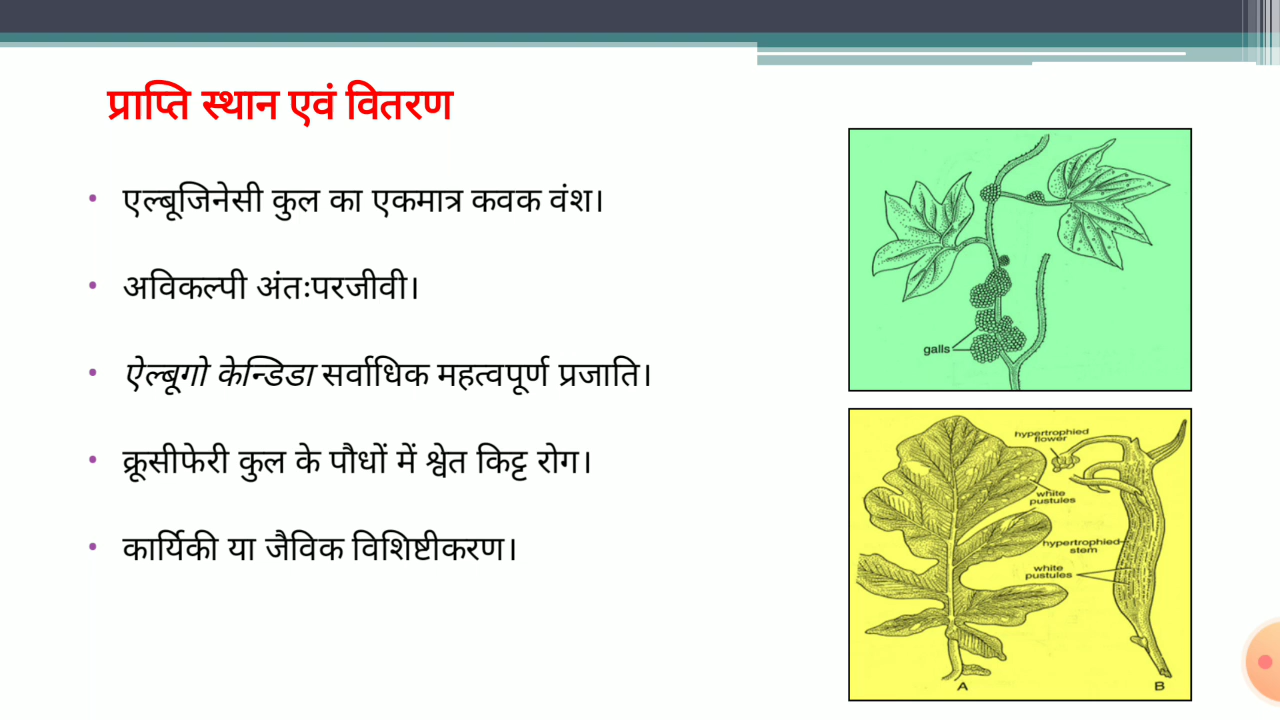 प्राप्ति स्थान एवं वितरण
• एल्बूजिनेसी कुल का एकमात्र कवक वंश।
• अविकल्पी अंतःपरजीवी।
• ऐल्बूगो केन्डिडा सर्वाधिक महत्वपूर्ण प्रजाति।
• क्रूसीफेरी कुल के पौधों में श्वेत किट्ट रोग।
• कार्यिकी या जैविक विशिष्टीकरण।
galls
hypertrophied
flower
white
pustules
hypertrophied
stem
white
pustules
A
B